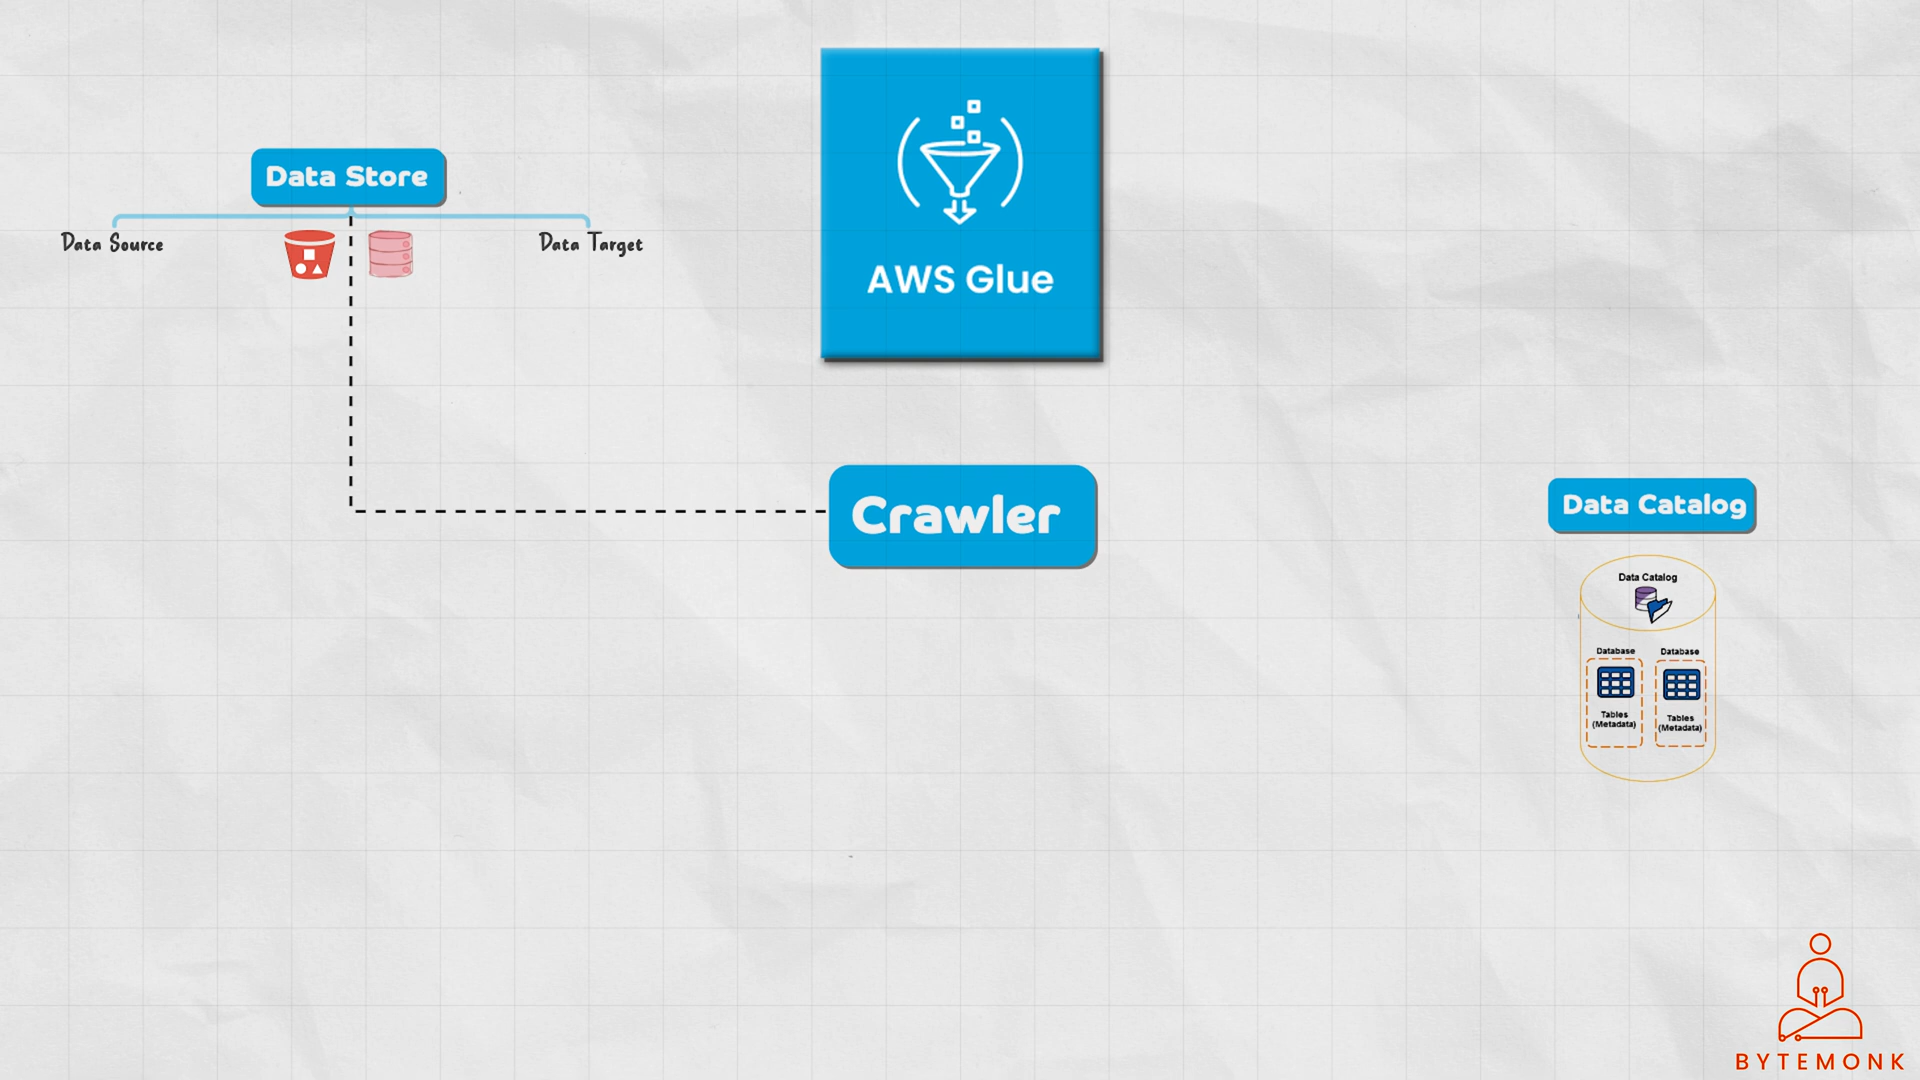 AWS Glue
Data Store
Data Source
Data Target
Crawler
Data Catalog
Data Catalog
Database
Database
Tables
(Metadata)
Tables
(Metadata)
BYTEMONK